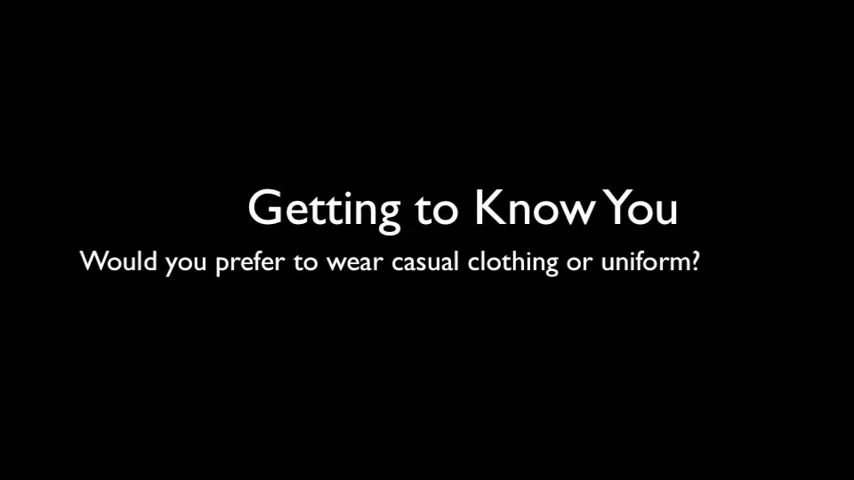 Getting to Know You
Would you prefer to wear casual clothing or uniform?